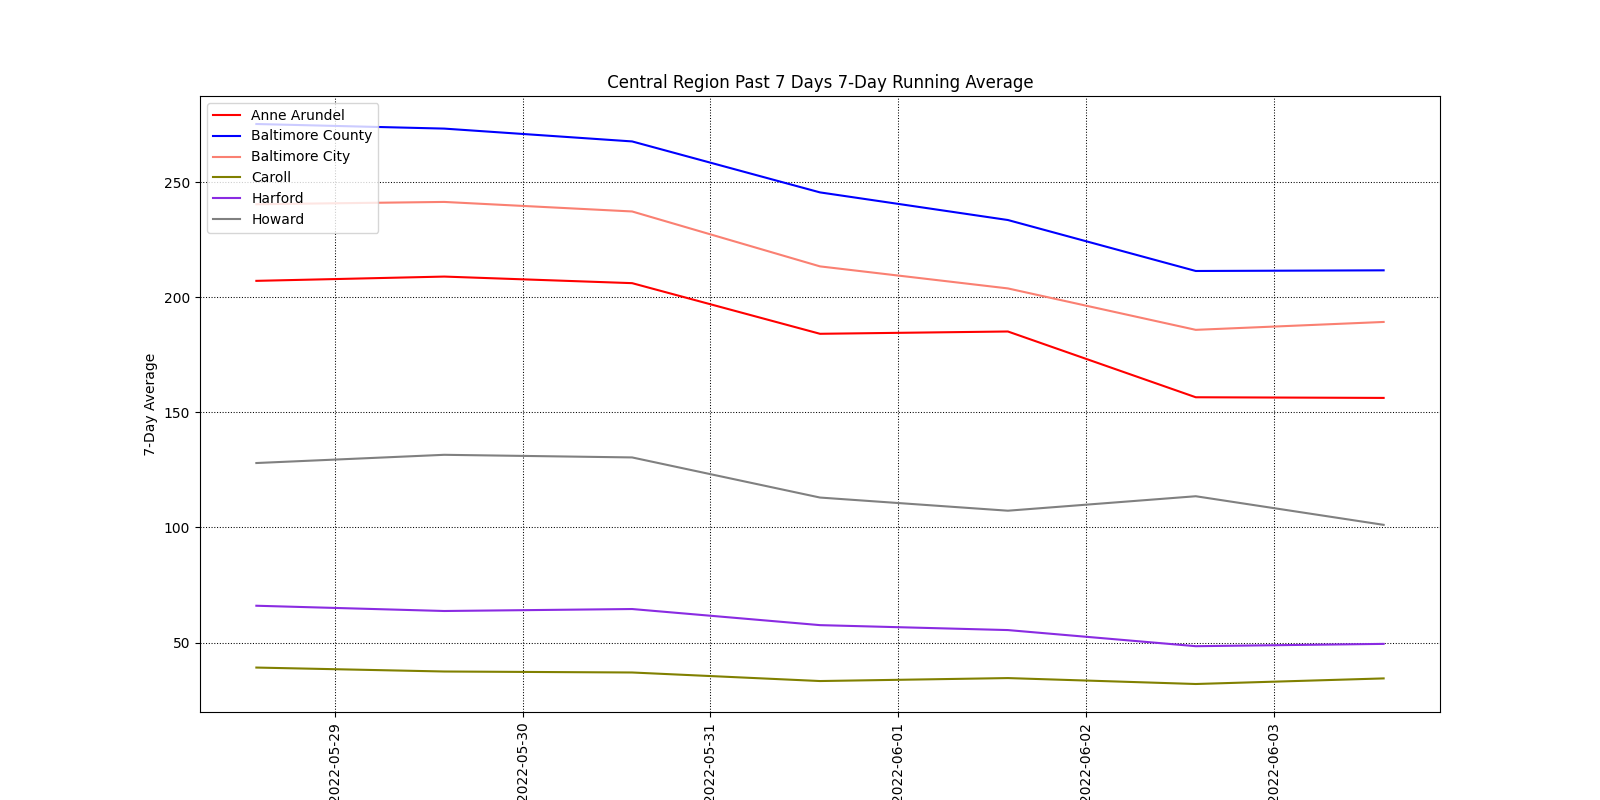 Central Region Past 7 Days 7-Day Running Average
Anne Arundel
Baltimore County
Baltimore City
Caroll
Harford
Howard
250
200
150
100
50
7-Day Average
2022-05-29
2022-05-30
2022-05-31
2022-06-01
2022-06-02
2022-06-03